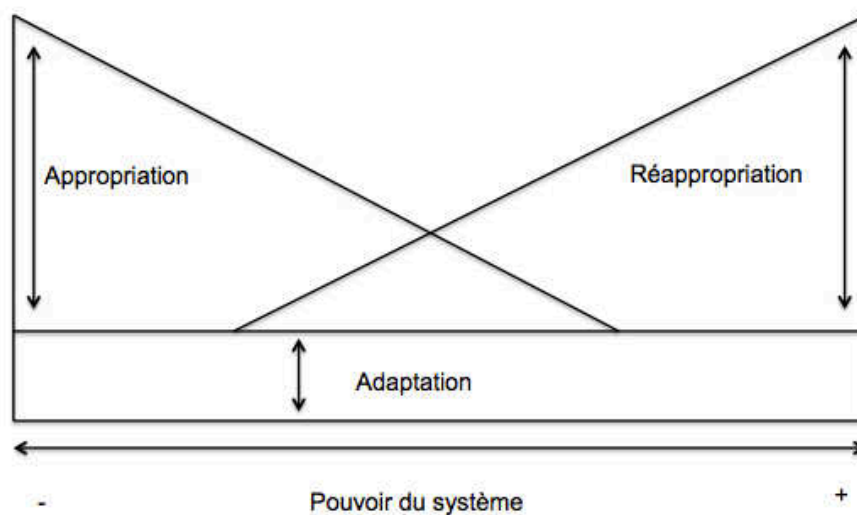 Appropriation
Réappropriation
Adaptation
-
Pouvoir du système
+